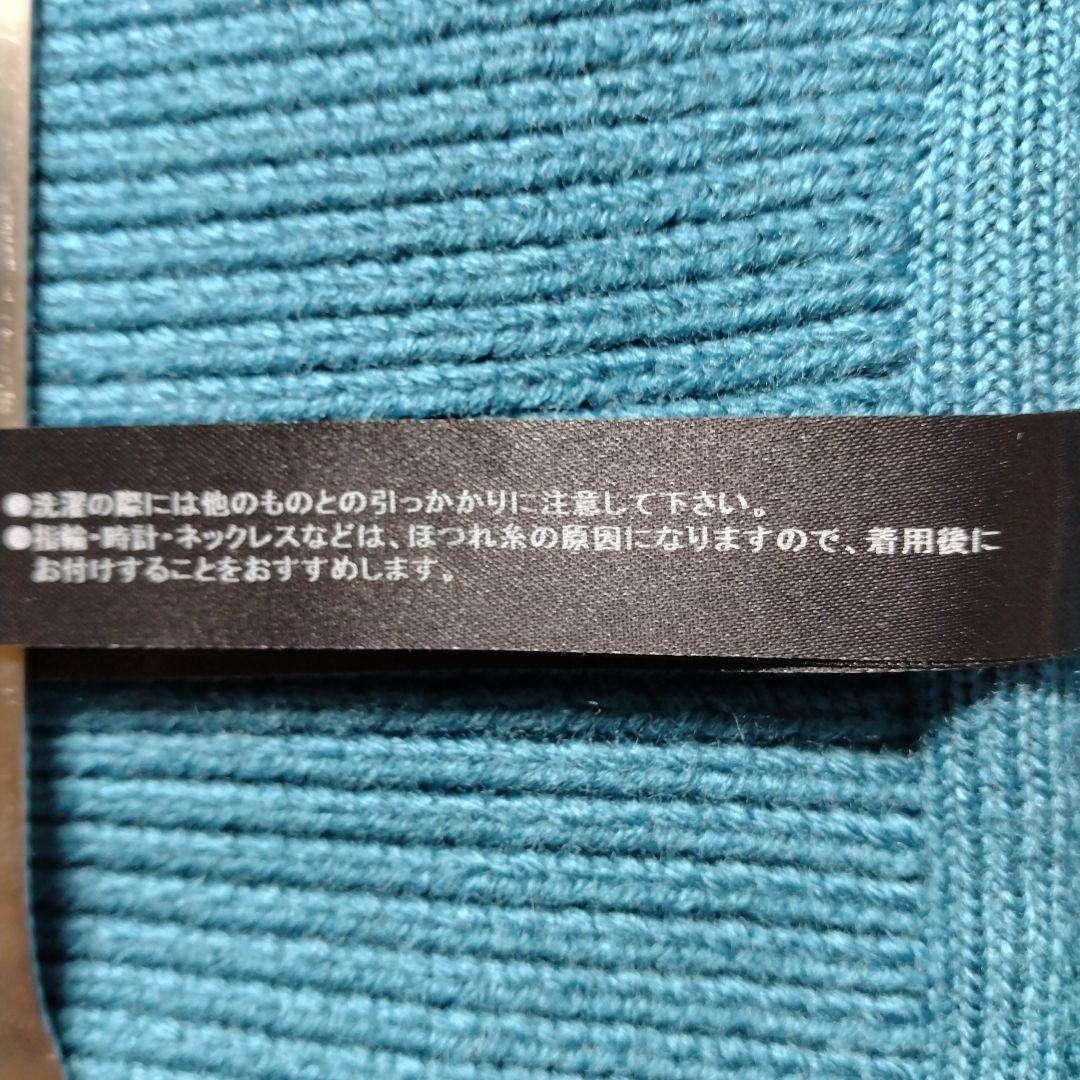 ●洗濯の際には他のものとの引っかかりに注意して下さい。
●指輪・時計・ネックレスなどは、ほつれ糸の原因になりますので、着用後に
お付けすることをおすすめします。